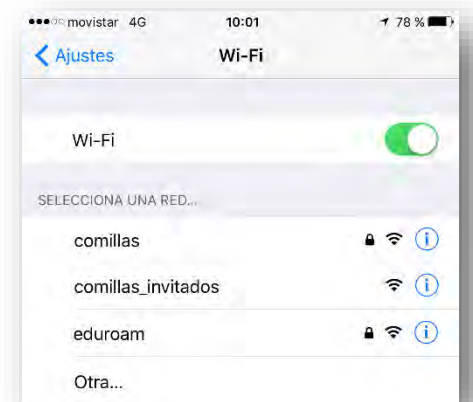 movistar 4G 10:01 78 %
Ajustes Wi-Fi
Wi-Fi
SELECCIONA UNA RED...
comillas
comillas_invitados
eduroam
Otra...